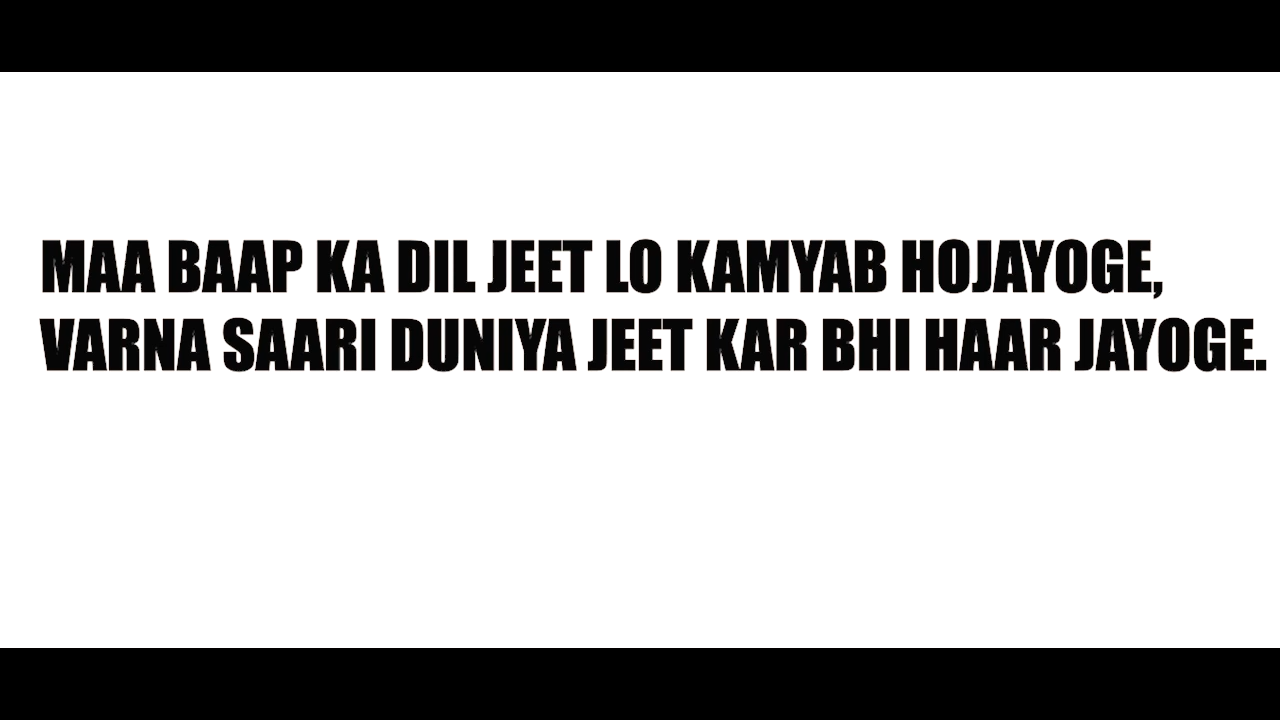 MAA BAAP KA DIL JEET LO KAMYAB HOJAYOGE,
VARNA SAARI DUNIYA JEET KAR BHI HAAR JAYOGE.